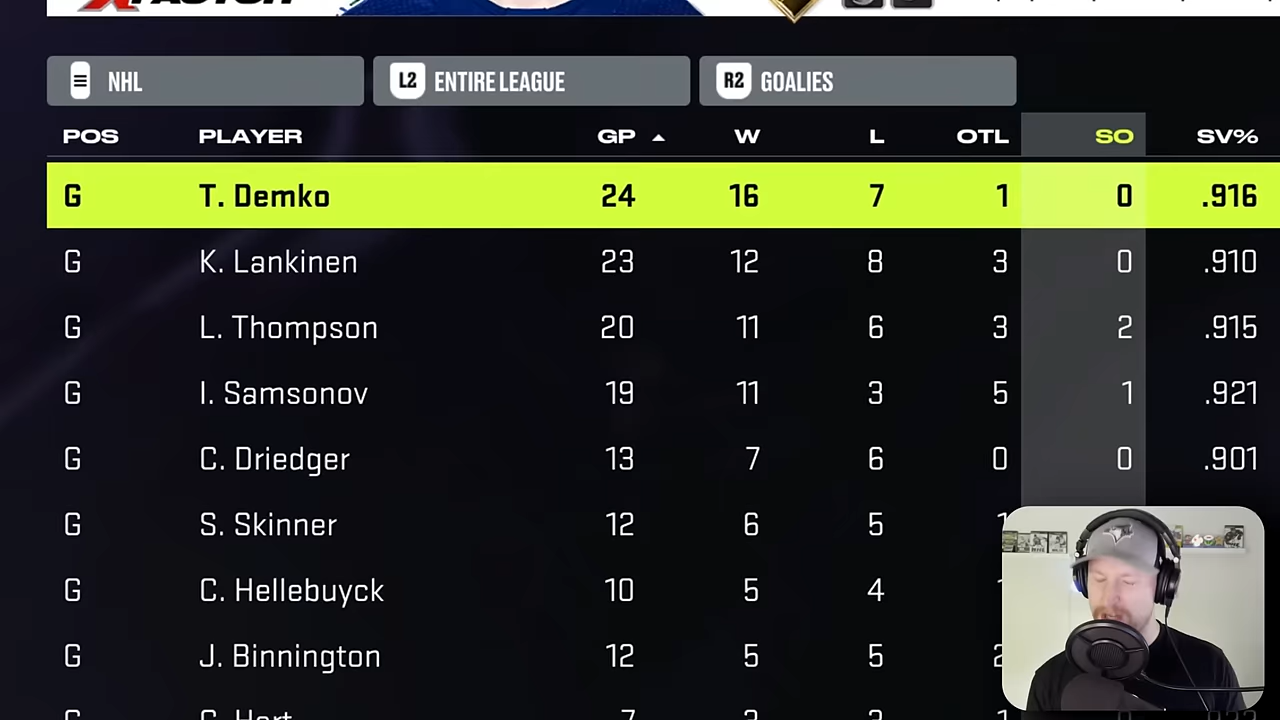 NHL L2 ENTIRE LEAGUE R2 GOALIES
POS PLAYER GP W L OTL SO SV%
G T. Demko 24 16 7 1 0 .916
G K. Lankinen 23 12 8 3 0 .910
G L. Thompson 20 11 6 3 2 .915
G I. Samsonov 19 11 3 5 1 .921
G C. Driedger 13 7 6 0 0 .901
G S. Skinner 12 6 5
G C. Hellebuyck 10 5 4
G J. Binnington 12 5 5 2